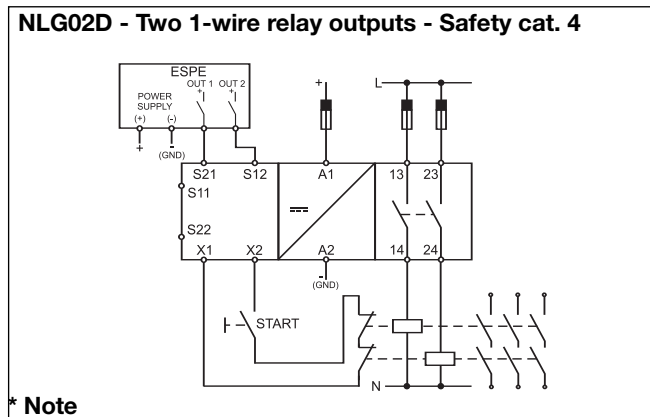 NLG02D - Two 1-wire relay outputs - Safety cat. 4
ESPE
OUT 1 OUT 2
+ +
POWER
SUPPLY
(+) (-)
+ -
(GND)
+
L
S21 S12 A1 13 23
S11
S22
X1 X2 A2 14 24
-
(GND)
START
N
* Note